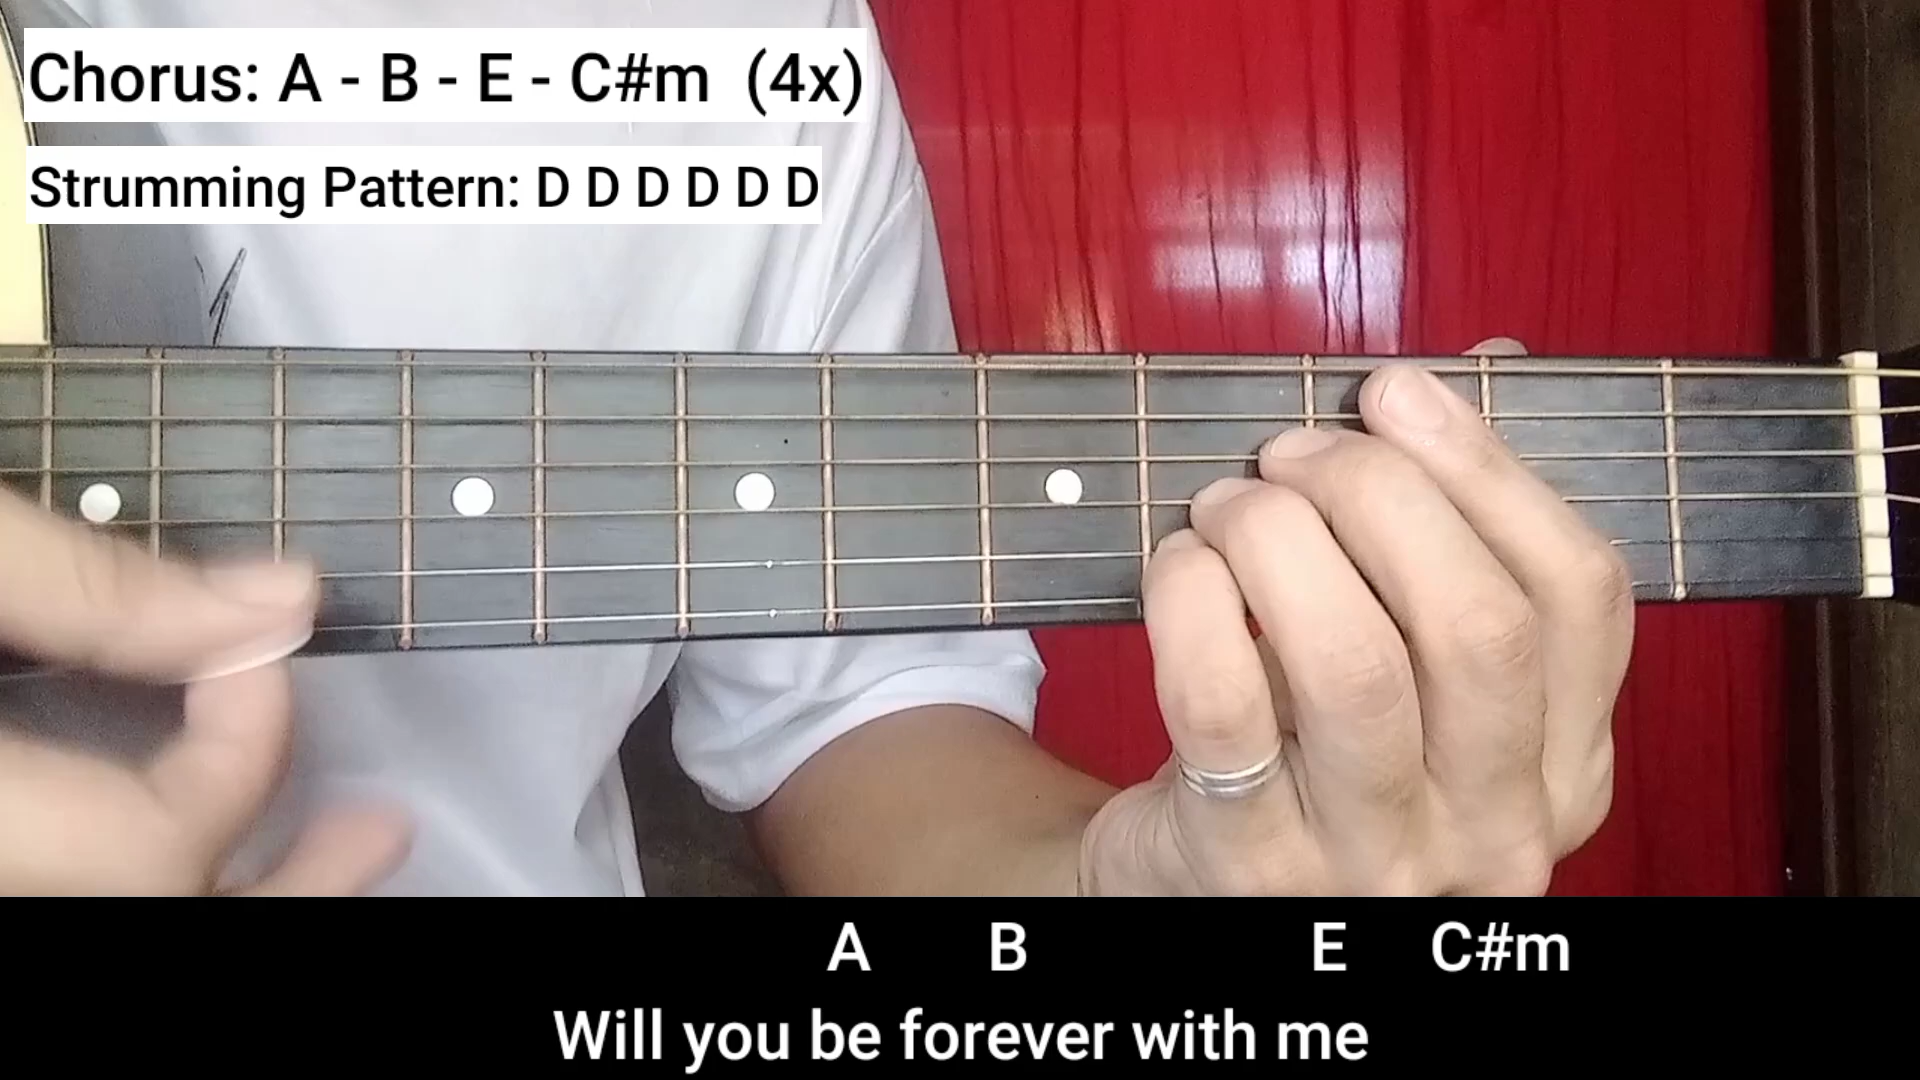 Chorus: A - B - E - C#m (4x)
Strumming Pattern: D D D D D D
A B E C#m
Will you be forever with me